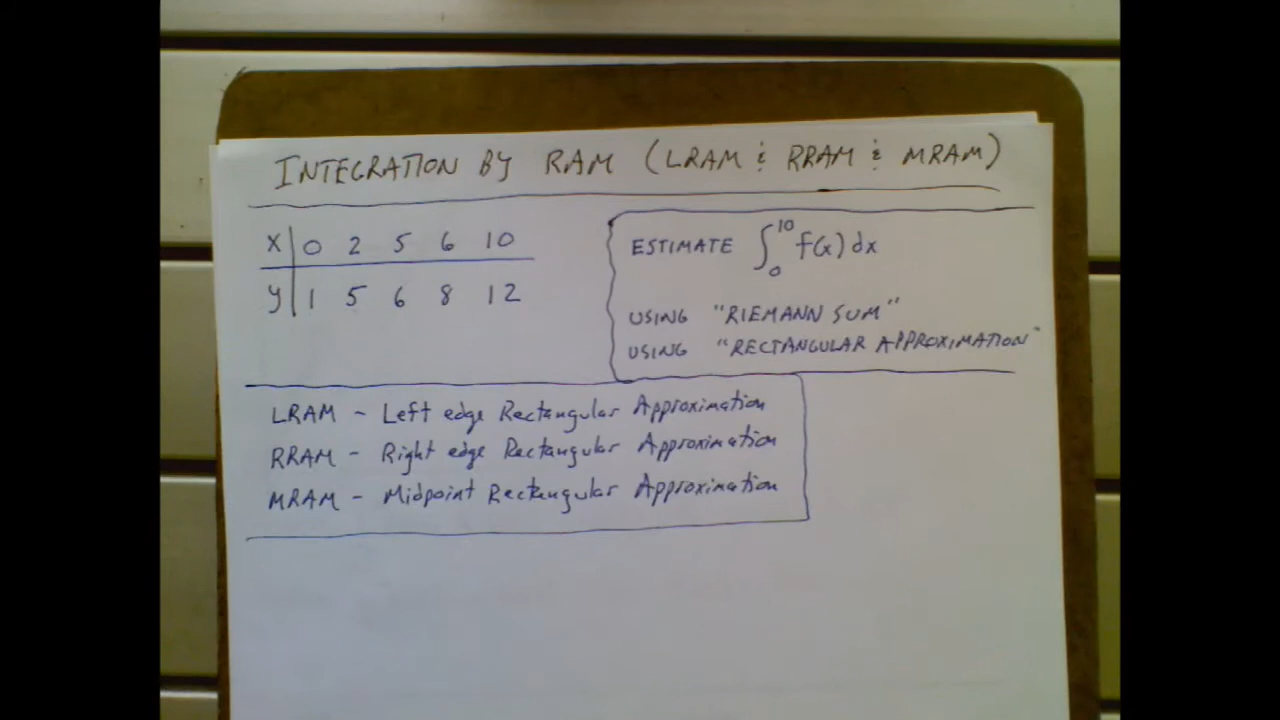 INTEGRATION BY RAM (LRAM & RRAM & MRAM)
X | 0 2 5 6 10
y | 1 5 6 8 12
ESTIMATE ∫₀¹⁰ f(x) dx
USING "RIEMANN SUM"
USING "RECTANGULAR APPROXIMATION"
LRAM - Left edge Rectangular Approximation
RRAM - Right edge Rectangular Approximation
MRAM - Midpoint Rectangular Approximation